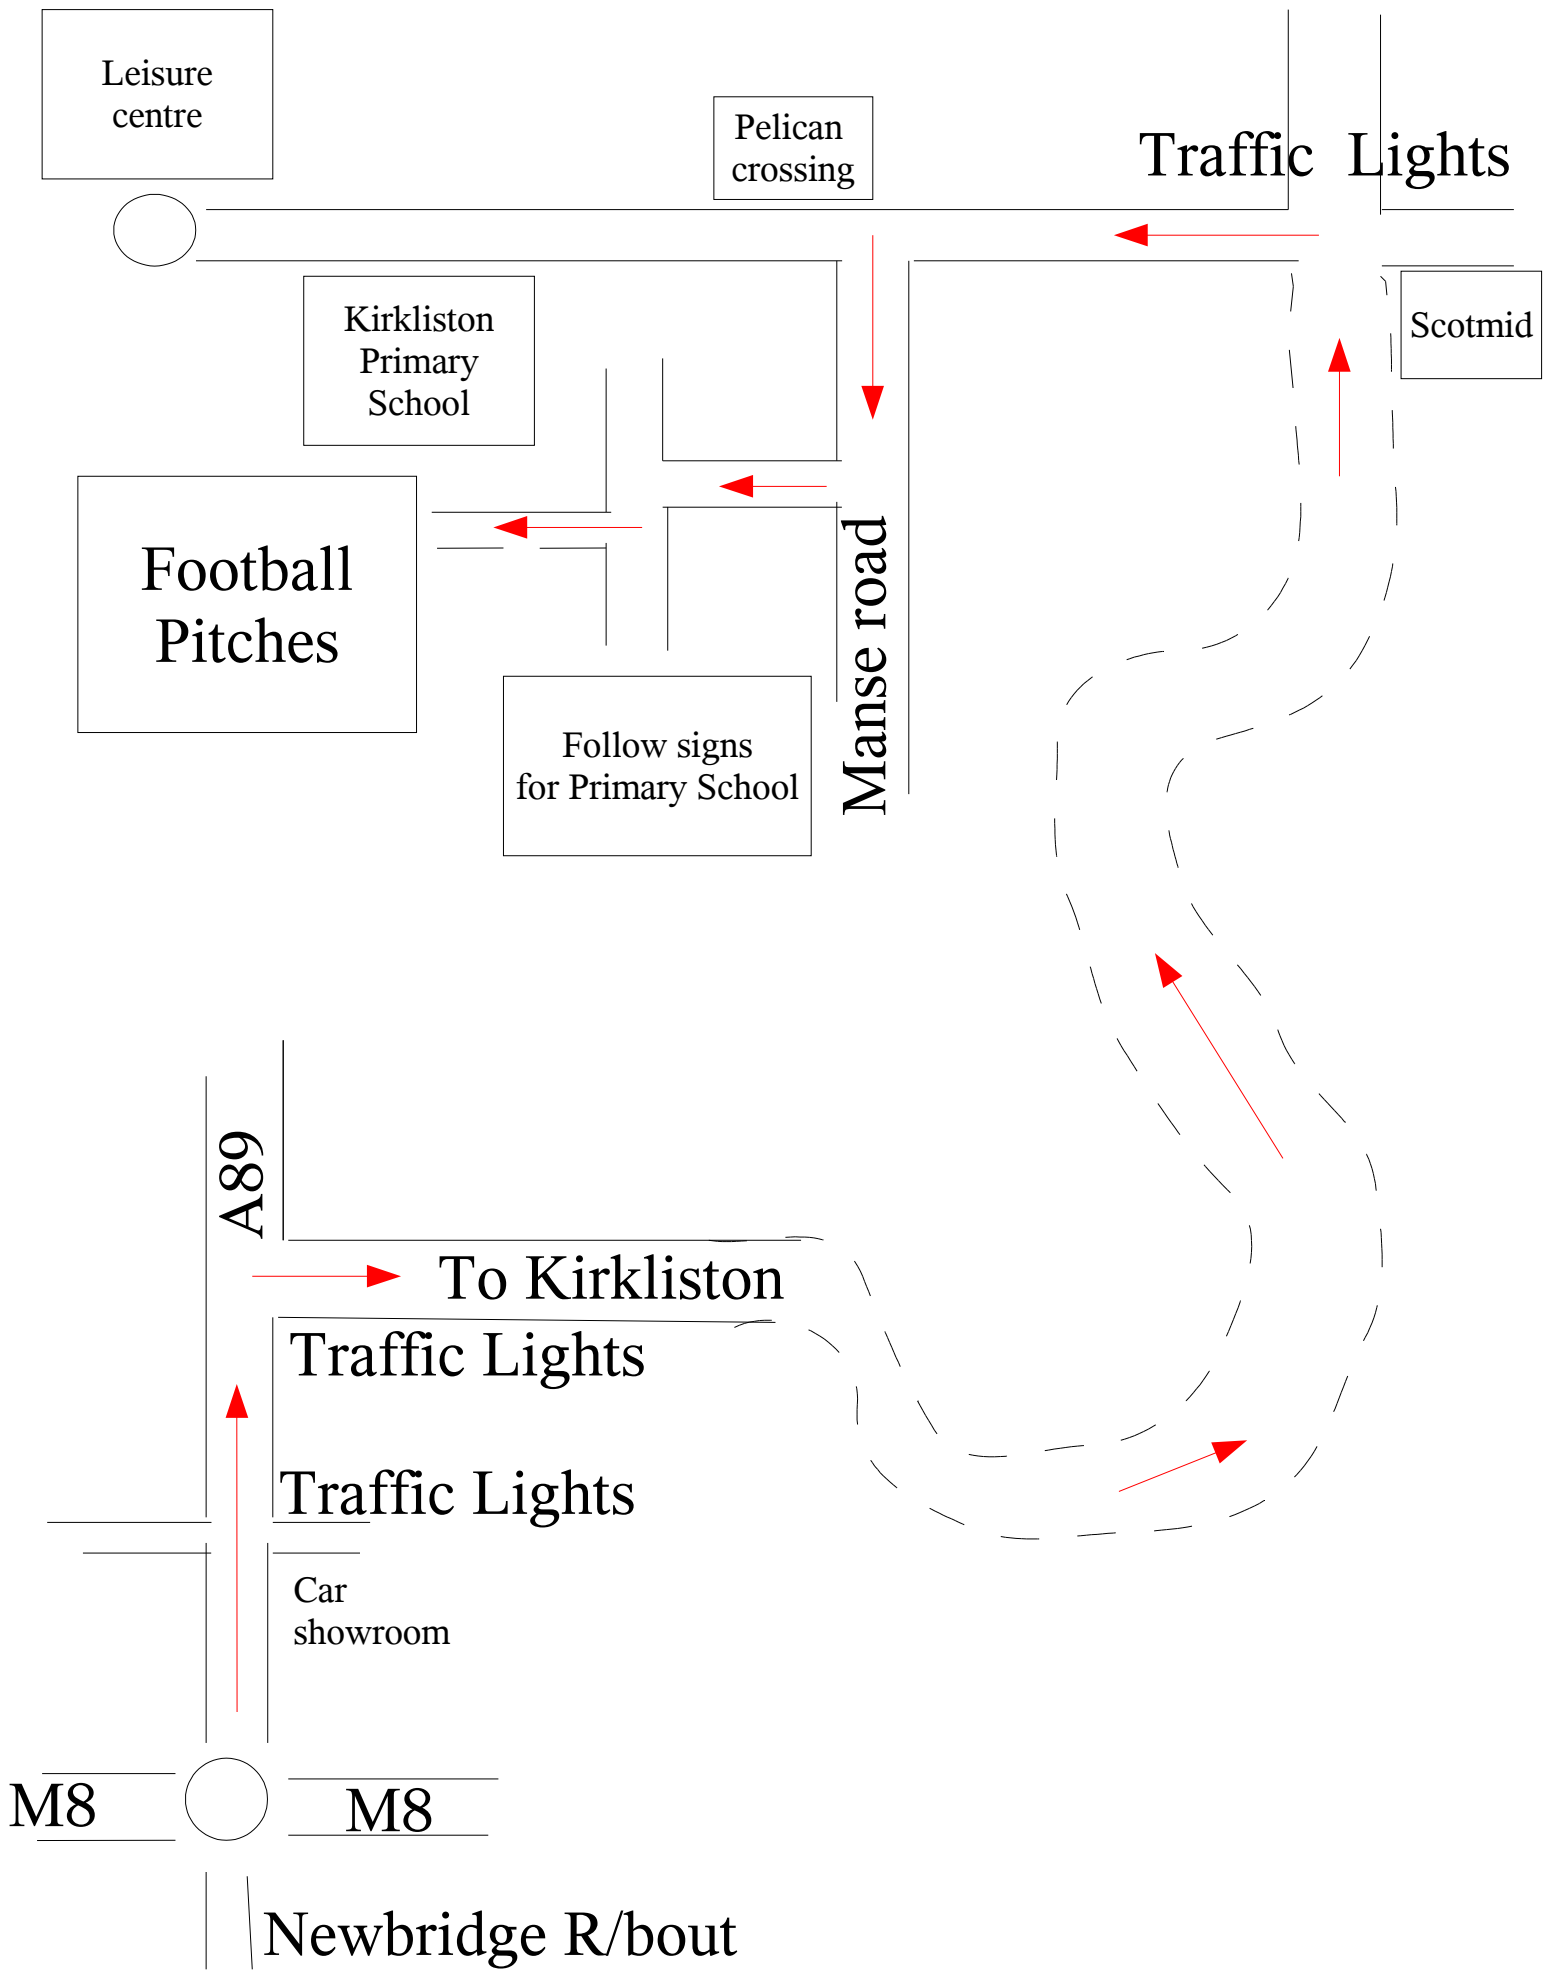 Leisure
centre
Pelican
crossing
Traffic Lights
Kirkliston
Primary
School
Scotmid
Football
Pitches
Manse road
Follow signs
for Primary School
A89
To Kirkliston
Traffic Lights
Traffic Lights
Car
showroom
M8
M8
Newbridge R/bout